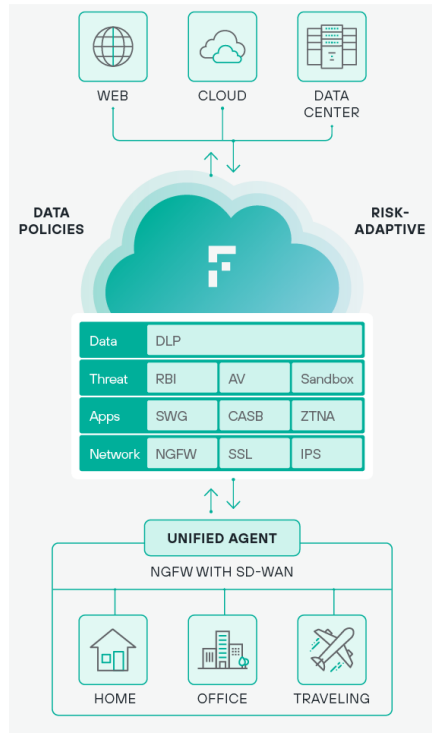 WEB
CLOUD
DATA
CENTER
DATA
POLICIES
RISK-
ADAPTIVE
F
Data DLP
Threat RBI AV Sandbox
Apps SWG CASB ZTNA
Network NGFW SSL IPS
UNIFIED AGENT
NGFW WITH SD-WAN
HOME
OFFICE
TRAVELING